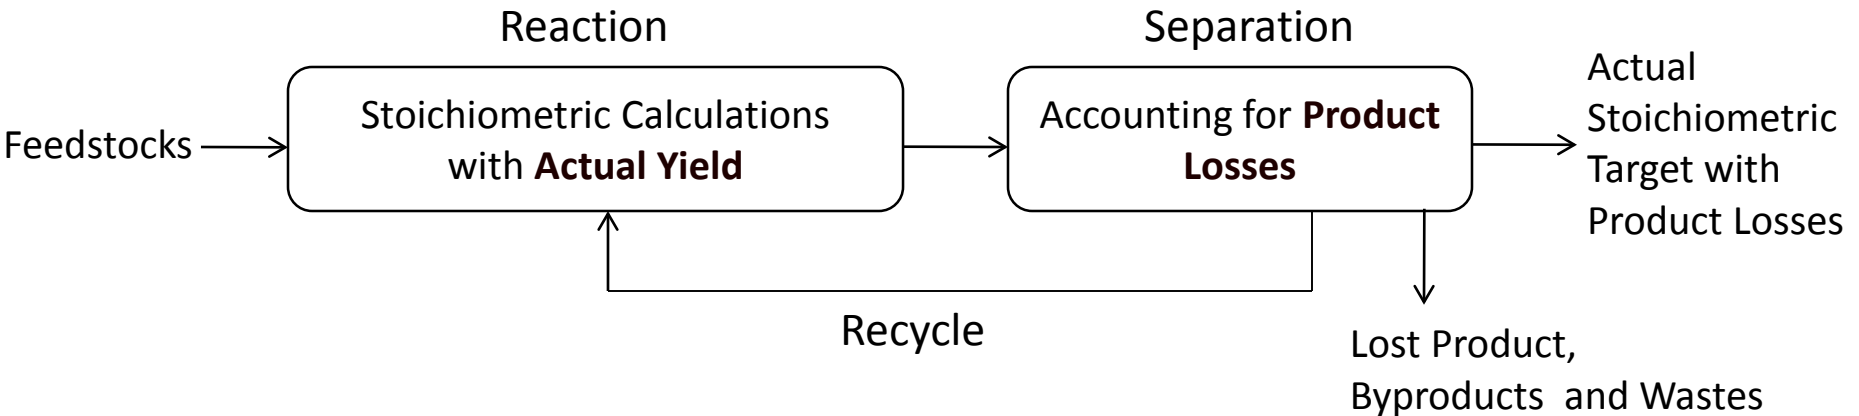 Reaction
Separation
Feedstocks
Stoichiometric Calculations
with Actual Yield
Accounting for Product
Losses
Actual
Stoichiometric
Target with
Product Losses
Recycle
Lost Product,
Byproducts and Wastes